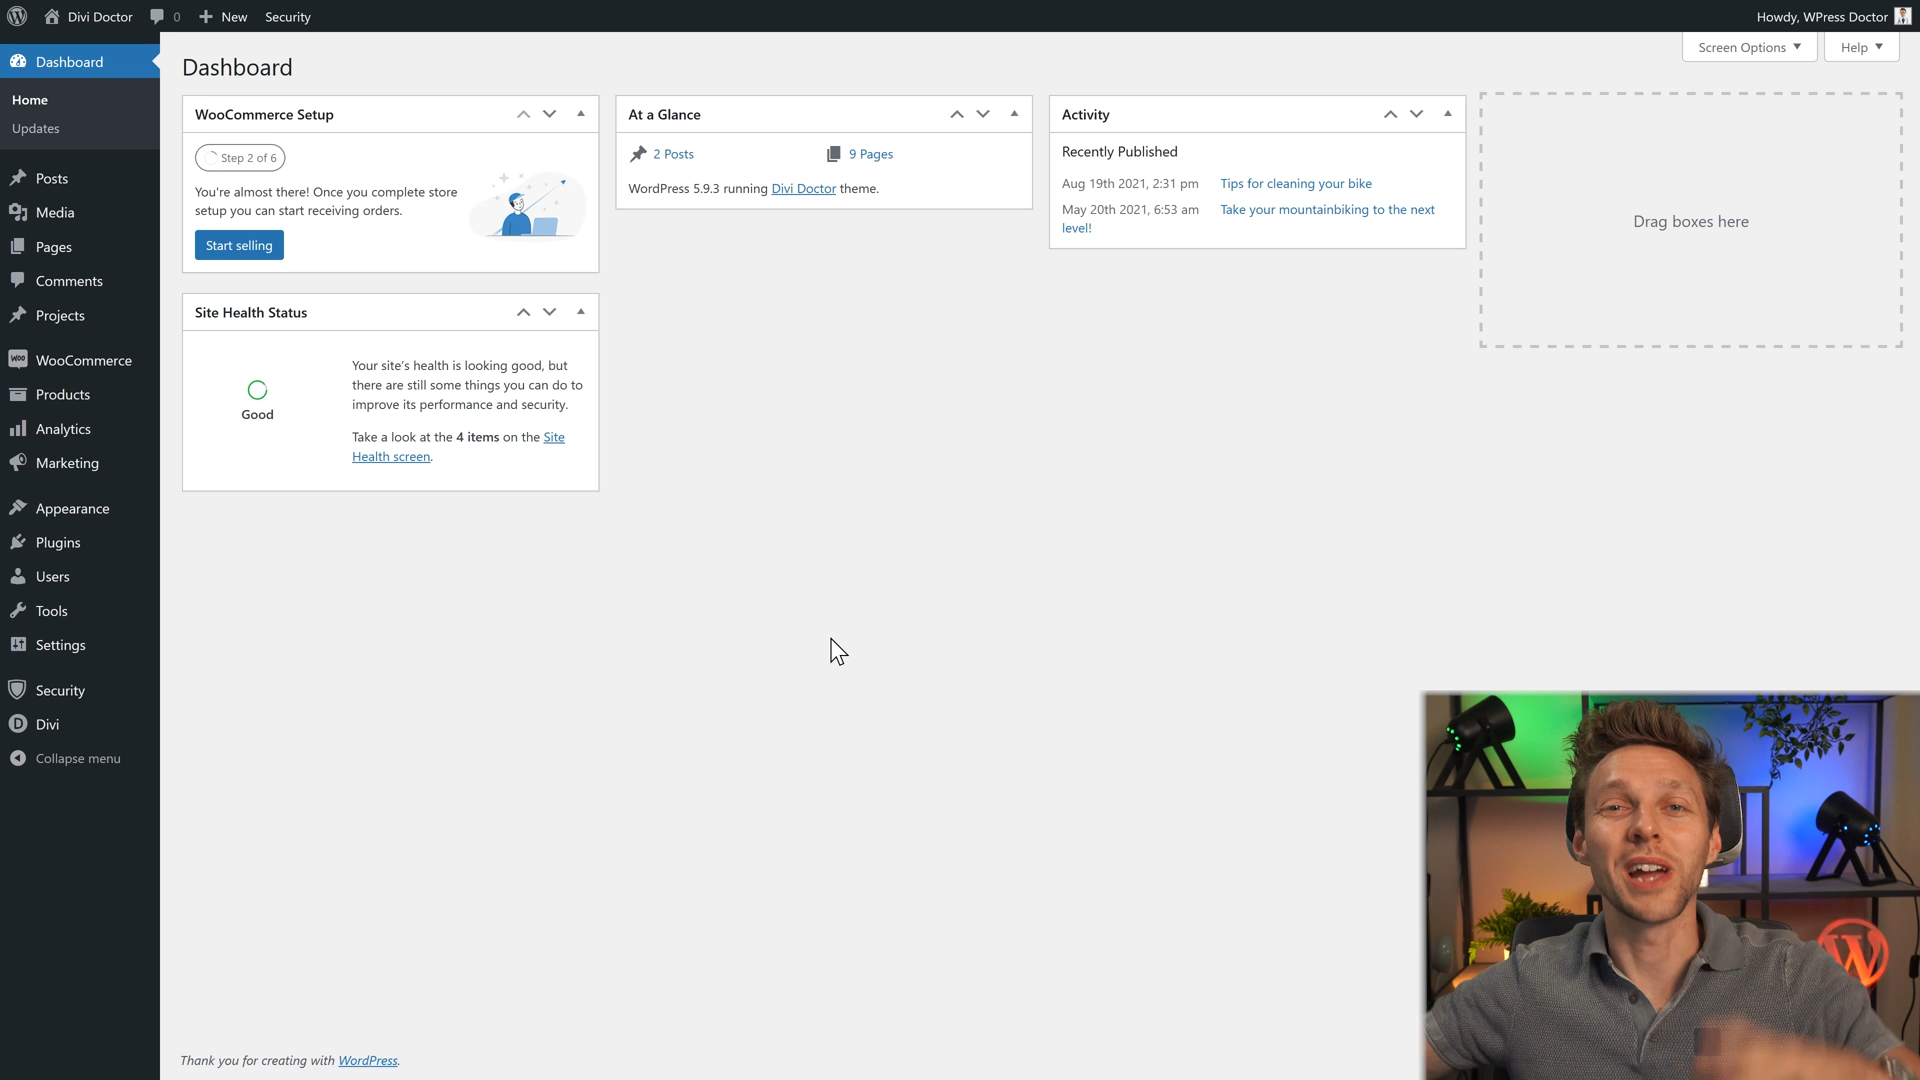 Divi Doctor
0
New
Security
Howdy, WPress Doctor
Dashboard
Home
Updates
Posts
Media
Pages
Comments
Projects
WooCommerce
Products
Analytics
Marketing
Appearance
Plugins
Users
Tools
Settings
Security
Divi
Collapse menu
Screen Options
Help
Dashboard
WooCommerce Setup
Step 2 of 6
You're almost there! Once you complete store
setup you can start receiving orders.
Start selling
At a Glance
2 Posts
9 Pages
WordPress 5.9.3 running Divi Doctor theme.
Activity
Recently Published
Aug 19th 2021, 2:31 pm Tips for cleaning your bike
May 20th 2021, 6:53 am Take your mountainbiking to the next
level!
Drag boxes here
Site Health Status
Good
Your site's health is looking good, but
there are still some things you can do to
improve its performance and security.
Take a look at the 4 items on the Site
Health screen.
Thank you for creating with WordPress.